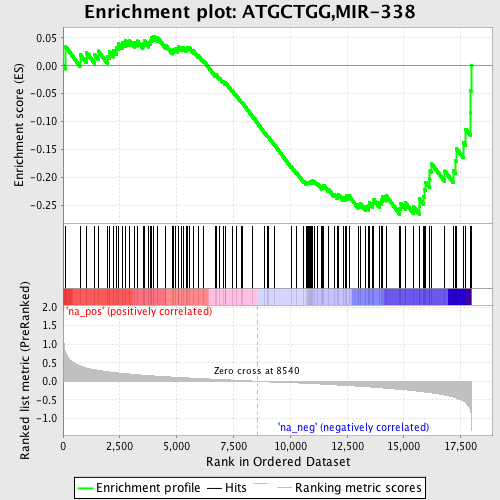 Enrichment plot: ATGCTGG,MIR-338
Enrichment score (ES)
0.05
0.00
-0.05
-0.10
-0.15
-0.20
-0.25
'na_pos' (positively correlated)
Ranked list metric (PreRanked)
2.0
1.5
1.0
0.5
0.0
-0.5
-1.0
Zero cross at 8540
'na_neg' (negatively correlated)
0
2,500
5,000
7,500
10,000
12,500
15,000
17,500
Rank in Ordered Dataset
Enrichment profile
Hits
Ranking metric scores